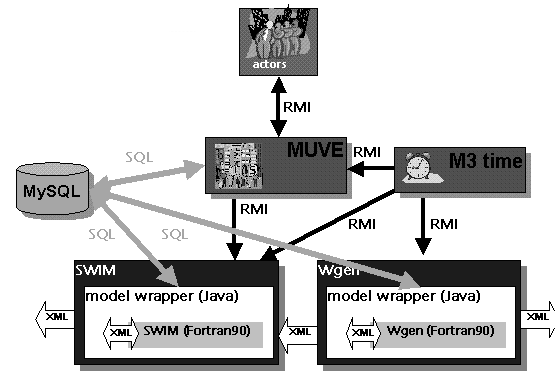 actors
RMI
SQL
MUVE
RMI
M3 time
MySQL
RMI
RMI
RMI
SQL
SQL
SWIM
Wgen
model wrapper (Java)
model wrapper (Java)
XML
XML
SWIM (Fortran90)
XML
XML
Wgen (Fortran90)
XML